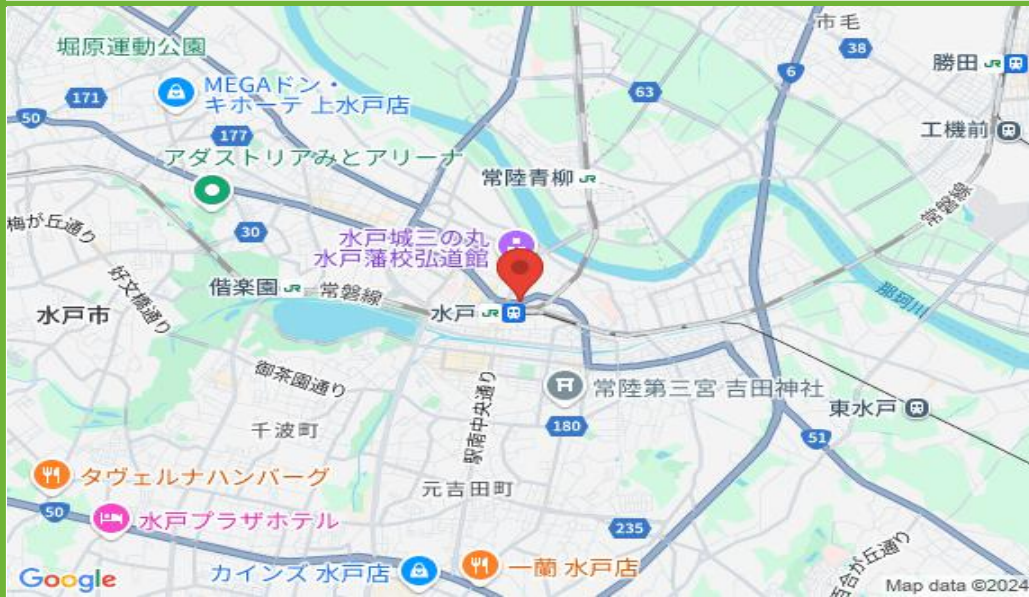 市毛
堀原運動公園
38
勝田 JR
6
MEGAドン・
キホーテ 上水戸店
63
171
50
工機前
177
アダストリアみとアリーナ
常陸青柳 JR
常磐線
梅が丘通り
30
水戸城三の丸
水戸藩校弘道館
好文橋通り
偕楽園 JR
常磐線
那珂川
水戸市
水戸 JR
御茶園通り
常陸第三宮 吉田神社
駅南中央通り
東水戸
千波町
180
51
タヴェルナハンバーグ
元吉田町
50
水戸プラザホテル
235
百合が丘通り
カインズ 水戸店
一蘭 水戸店
Google
Map data ©2024